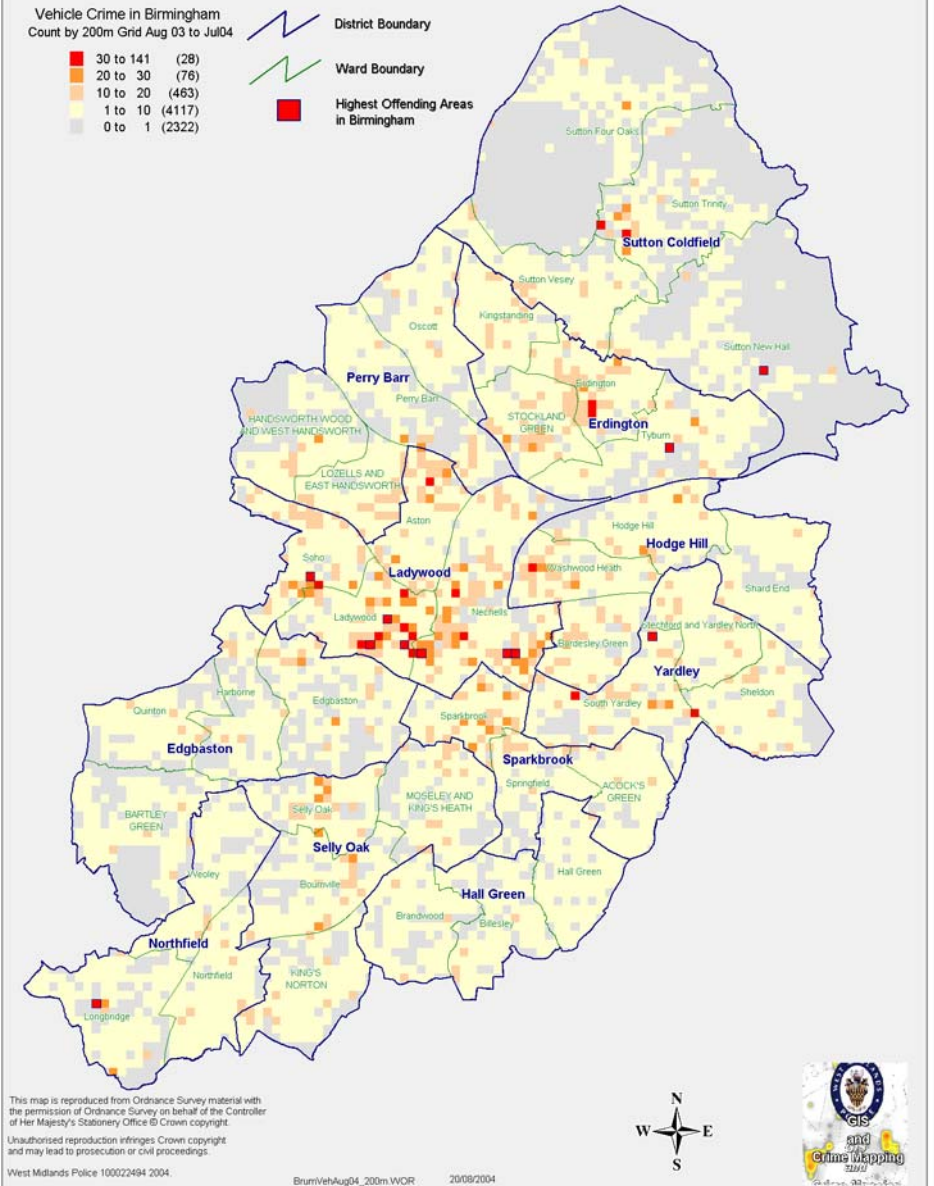 Vehicle Crime in Birmingham
Count by 200m Grid Aug 03 to Jul04
30 to 141 (28)
20 to 30 (76)
10 to 20 (463)
1 to 10 (4117)
0 to 1 (2322)
District Boundary
Ward Boundary
Highest Offending Areas
in Birmingham
Sutton Four Oaks
Sutton Trinity
Sutton Coldfield
Sutton Vesey
Kingstanding
Oscott
Sutton New Hall
Perry Barr
Erdington
Perry Barr
HANDSWORTH WOOD
AND WEST HANDSWORTH
STOCKLAND
GREEN
Erdington
Tyburn
LOZELLS AND
EAST HANDSWORTH
Aston
Hodge Hill
Hodge Hill
Soho
Ladywood
Washwood Heath
Shard End
Ladywood
Nechells
Stechford and Yardley North
Bordesley Green
Yardley
Harborne
Edgbaston
Sheldon
Quinton
South Yardley
Sparkbrook
Edgbaston
Sparkbrook
Springfield
ACOCK'S
GREEN
MOSELEY AND
KING'S HEATH
Selly Oak
BARTLEY
GREEN
Selly Oak
Weoley
Bournville
Hall Green
Hall Green
Brandwood
Billesley
Northfield
Northfield
KING'S
NORTON
Longbridge
This map is reproduced from Ordnance Survey material with
the permission of Ordnance Survey on behalf of the Controller
of Her Majesty's Stationery Office © Crown copyright.
Unauthorised reproduction infringes Crown copyright
and may lead to prosecution or civil proceedings.
West Midlands Police 100022494 2004.
BrumVehAug04_200m.WOR 20/08/2004
N
W E
S
GIS
and
Crime Mapping